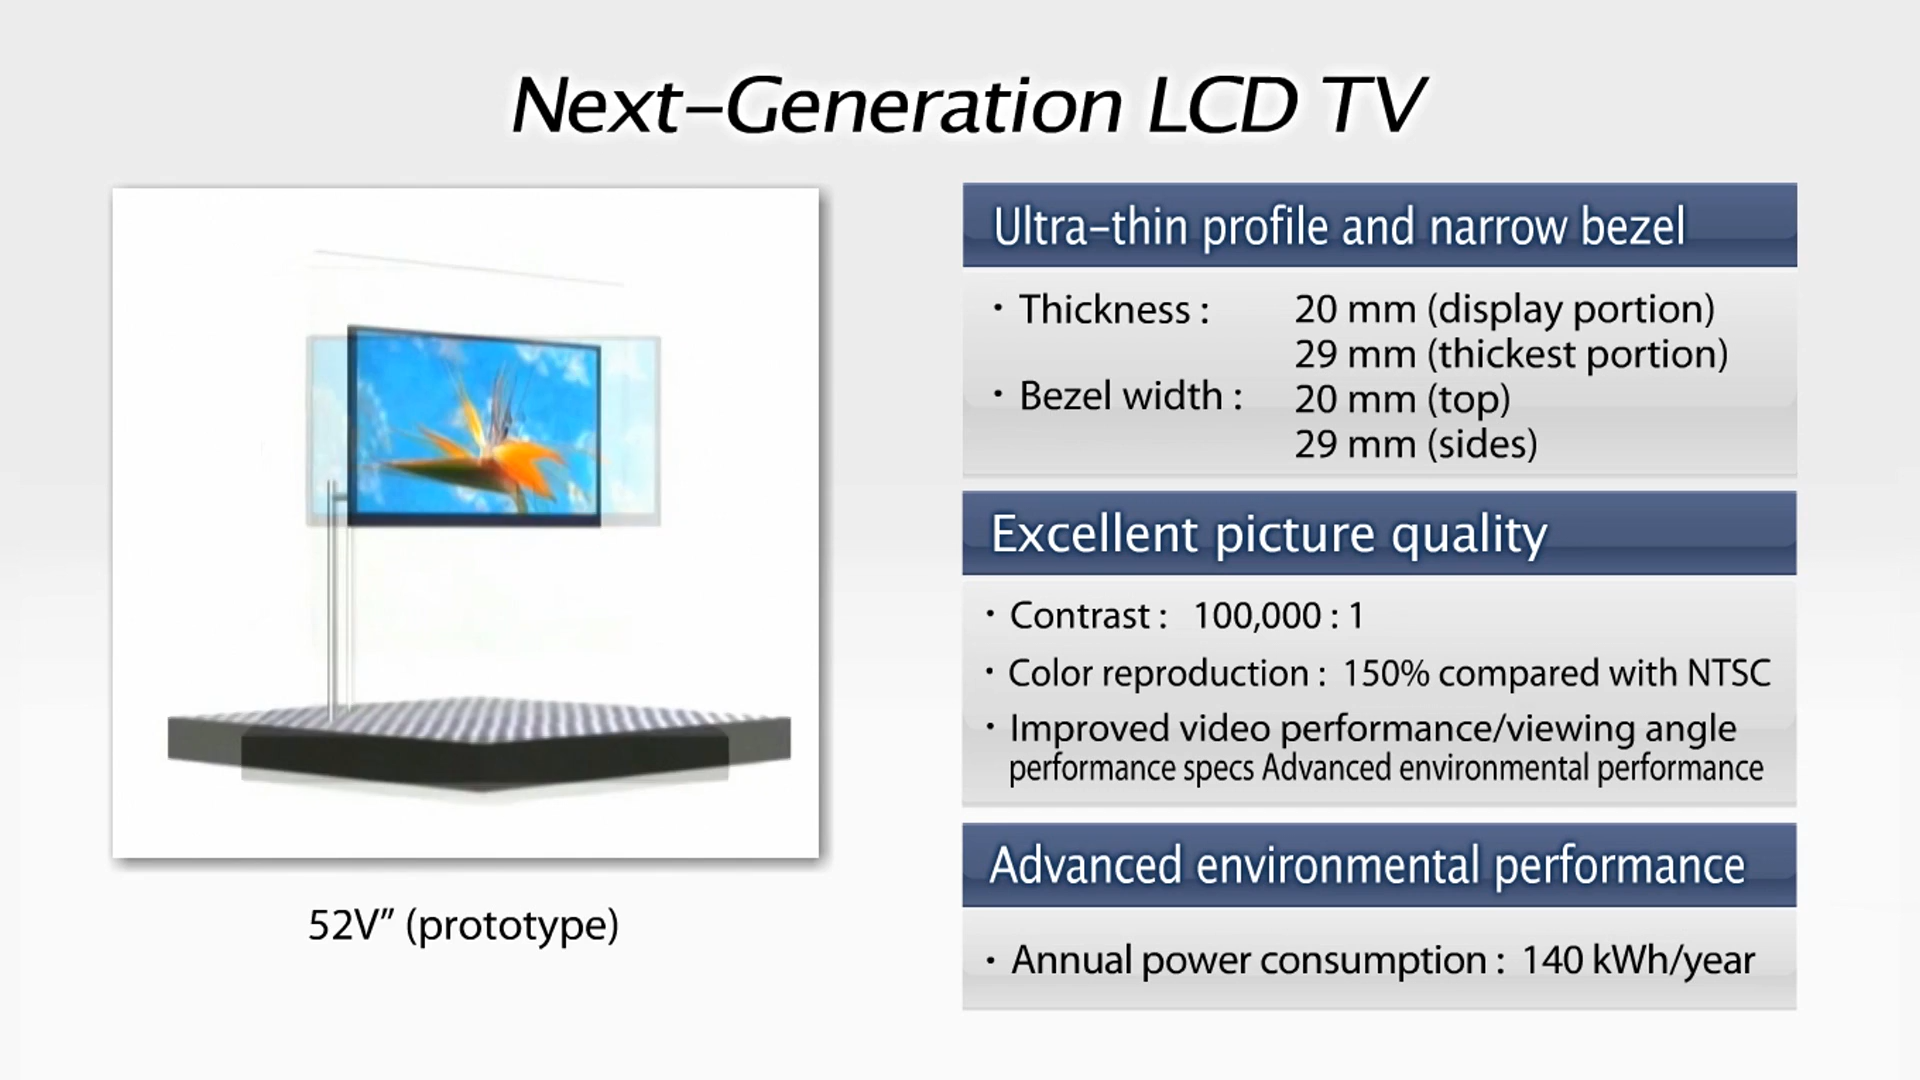 Next-Generation LCD TV
Ultra-thin profile and narrow bezel
・Thickness : 20 mm (display portion)
29 mm (thickest portion)
・Bezel width : 20 mm (top)
29 mm (sides)
Excellent picture quality
・Contrast : 100,000 : 1
・Color reproduction : 150% compared with NTSC
・Improved video performance/viewing angle
performance specs Advanced environmental performance
Advanced environmental performance
・Annual power consumption : 140 kWh/year
52V” (prototype)